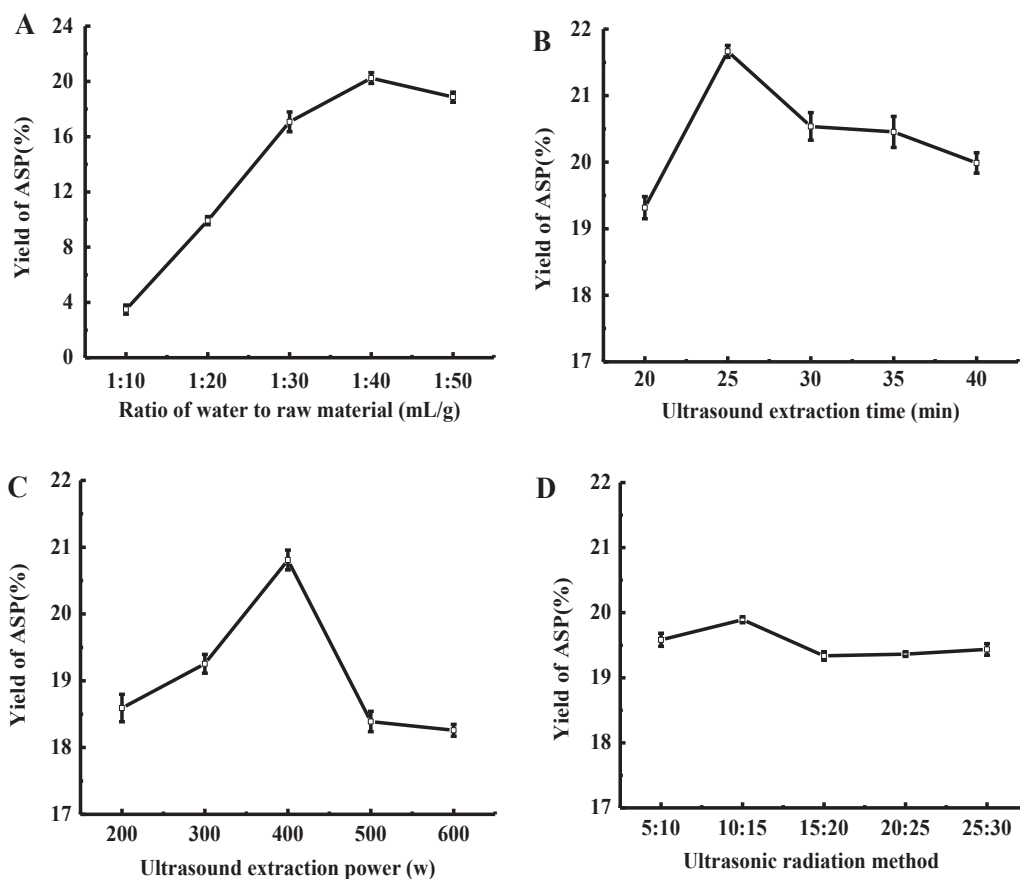 A
Yield of ASP(%)
24
20
16
12
8
4
0
1:10 1:20 1:30 1:40 1:50
Ratio of water to raw material (mL/g)
B
Yield of ASP(%)
22
21
20
19
18
17
20 25 30 35 40
Ultrasound extraction time (min)
C
Yield of ASP(%)
22
21
20
19
18
17
200 300 400 500 600
Ultrasound extraction power (w)
D
Yield of ASP(%)
22
21
20
19
18
17
5:10 10:15 15:20 20:25 25:30
Ultrasonic radiation method